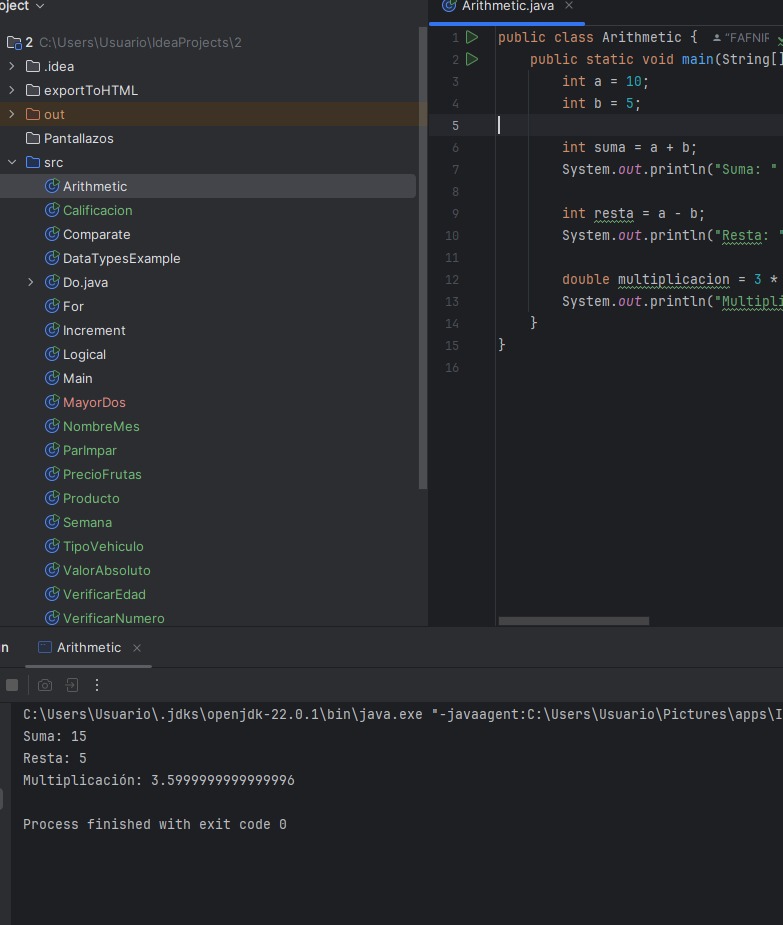 oject
2 C:\Users\Usuario\IdeaProjects\2
.idea
exportToHTML
out
Pantallazos
src
Arithmetic
Calificacion
Comparate
DataTypesExample
Do.java
For
Increment
Logical
Main
MayorDos
NombreMes
ParImpar
PrecioFrutas
Producto
Semana
TipoVehiculo
ValorAbsoluto
VerificarEdad
VerificarNumero
Arithmetic.java
1 public class Arithmetic { "FAFNIR
2 public static void main(String[]
3 int a = 10;
4 int b = 5;
5
6 int suma = a + b;
7 System.out.println("Suma: "
8
9 int resta = a - b;
10 System.out.println("Resta: "
11
12 double multiplicacion = 3 *
13 System.out.println("Multipli
14 }
15 }
16
n Arithmetic
C:\Users\Usuario\.jdks\openjdk-22.0.1\bin\java.exe "-javaagent:C:\Users\Usuario\Pictures\apps\I
Suma: 15
Resta: 5
Multiplicación: 3.5999999999999996
Process finished with exit code 0